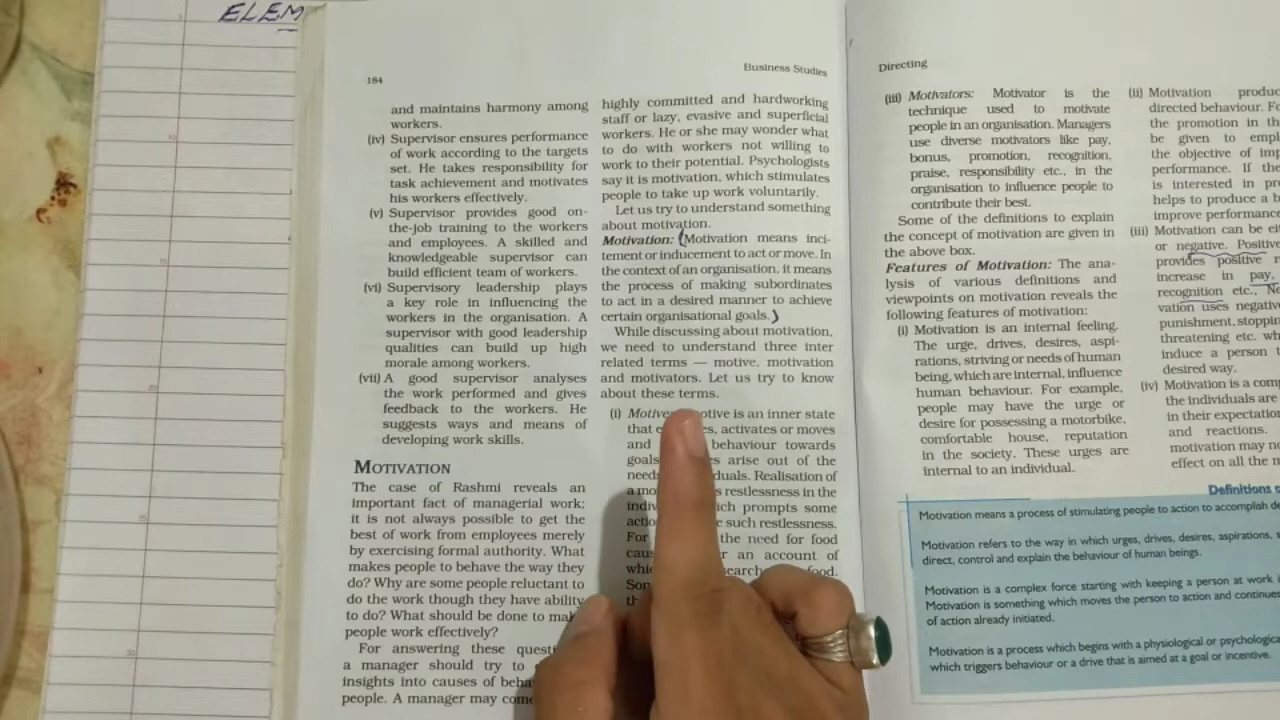 ELEM
184
Business Studies
and maintains harmony among
workers.
(iv) Supervisor ensures performance
of work according to the targets
set. He takes responsibility for
task achievement and motivates
his workers effectively.
(v) Supervisor provides good on-
the-job training to the workers
and employees. A skilled and
knowledgeable supervisor can
build efficient team of workers.
(vi) Supervisory leadership plays
a key role in influencing the
workers in the organisation. A
supervisor with good leadership
qualities can build up high
morale among workers.
(vii) A good supervisor analyses
the work performed and gives
feedback to the workers. He
suggests ways and means of
developing work skills.
MOTIVATION
The case of Rashmi reveals an
important fact of managerial work;
it is not always possible to get the
best of work from employees merely
by exercising formal authority. What
makes people to behave the way they
do? Why are some people reluctant to
do the work though they have ability
to do? What should be done to make
people work effectively?
For answering these
a manager should try to
insights into causes of
people. A manager may
highly committed and hardworking
staff or lazy, evasive and superficial
workers. He or she may wonder what
to do with workers not willing to
work to their potential. Psychologists
say it is motivation, which stimulates
people to take up work voluntarily.
Let us try to understand something
about motivation.
Motivation: (Motivation means inci-
tement or inducement to act or move. In
the context of an organisation, it means
the process of making subordinates
to act in a desired manner to achieve
certain organisational goals.)
While discussing about motivation,
we need to understand three inter
related terms — motive, motivation
and motivators. Let us try to know
about these terms.
(i) is an inner state
that activates or moves
and behaviour towards
goals arise out of the
needs Realisation of
a restlessness in the
which prompts some
such restlessness.
For the need for food
an account of
food.
Directing
(iii) Motivators: Motivator is the
technique used to motivate
people in an organisation. Managers
use diverse motivators like pay,
bonus, promotion, recognition,
praise, responsibility etc., in the
organisation to influence people to
contribute their best.
Some of the definitions to explain
the concept of motivation are given in
the above box.
Features of Motivation: The ana-
lysis of various definitions and
viewpoints on motivation reveals the
following features of motivation:
(i) Motivation is an internal feeling.
The urge, drives, desires, aspi-
rations, striving or needs of human
being, which are internal, influence
human behaviour. For example,
people may have the urge or
desire for possessing a motorbike,
comfortable house, reputation
in the society. These urges are
internal to an individual.
(ii) Motivation
directed behaviour.
the promotion in
be given to
the objective of
performance. If the
is interested in
helps to produce a
improve performance
(iii) Motivation can be
or negative. Positive
provides positive
increase in pay,
recognition etc.,
vation uses
punishment,
threatening etc.
induce a person
desired way.
(iv) Motivation is a
the individuals are
in their
and reactions.
motivation may
effect on all the
Definitions
Motivation means a process of stimulating people to action to accomplish
Motivation refers to the way in which urges, drives, desires, aspirations,
direct, control and explain the behaviour of human beings.
Motivation is a complex force starting with keeping a person at work
Motivation is something which moves the person to action and continues
of action already initiated.
Motivation is a process which begins with a physiological or
which triggers behaviour or a drive that is aimed at a goal or incentive.